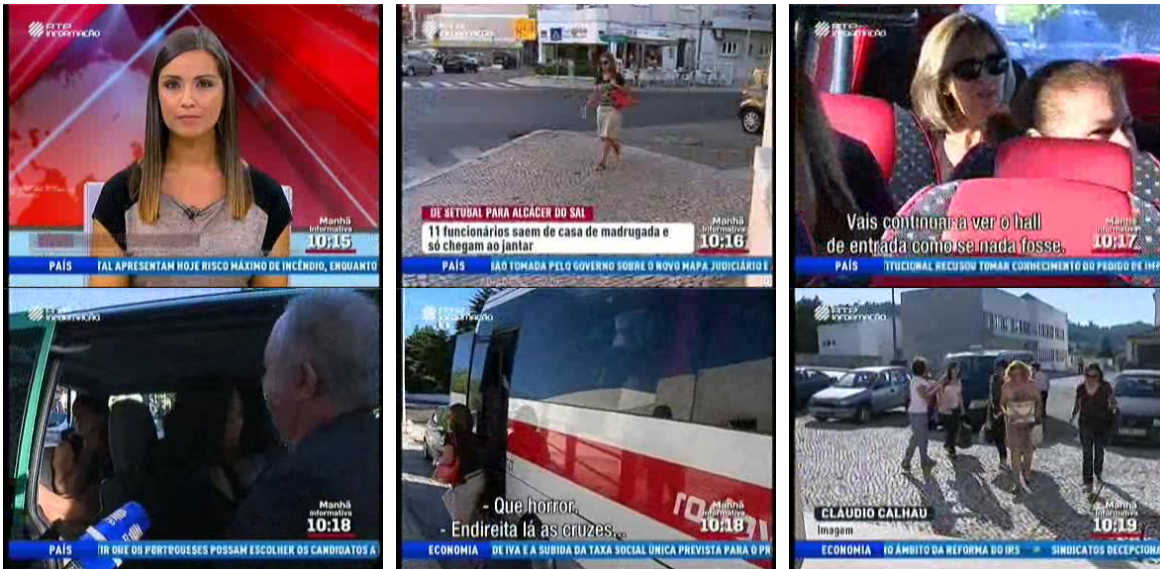 RTP
INFORMAÇÃO
Manhã
Informativa
10:15
PAÍS
TAL APRESENTAM HOJE RISCO MÁXIMO DE INCÊNDIO, ENQUANTO
RTP
INFORMAÇÃO
DE SETÚBAL PARA ALCÁCER DO SAL
11 funcionários saem de casa de madrugada e
só chegam ao jantar
Manhã
Informativa
10:16
PAÍS
TOMADA PELO GOVERNO SOBRE O NOVO MAPA JUDICIÁRIO E
RTP
INFORMAÇÃO
Vais continuar a ver o hall
de entrada como se nada fosse.
Manhã
Informativa
10:17
PAÍS
RECUSOU TOMAR CONHECIMENTO DO PEDIDO DE
RTP
INFORMAÇÃO
Manhã
Informativa
10:18
PAÍS
QUE OS PORTUGUESES POSSAM ESCOLHER OS CANDIDATOS A
RTP
INFORMAÇÃO
- Que horror.
- Endireita lá as cruzes...
Manhã
Informativa
10:18
ECONOMIA
DE IVA E A SUBIDA DA TAXA SOCIAL ÚNICA PREVISTA PARA O
RTP
INFORMAÇÃO
CLÁUDIO CALHAU
Imagem
Manhã
Informativa
10:19
ECONOMIA
NO ÂMBITO DA REFORMA DO IRS
SINDICATOS